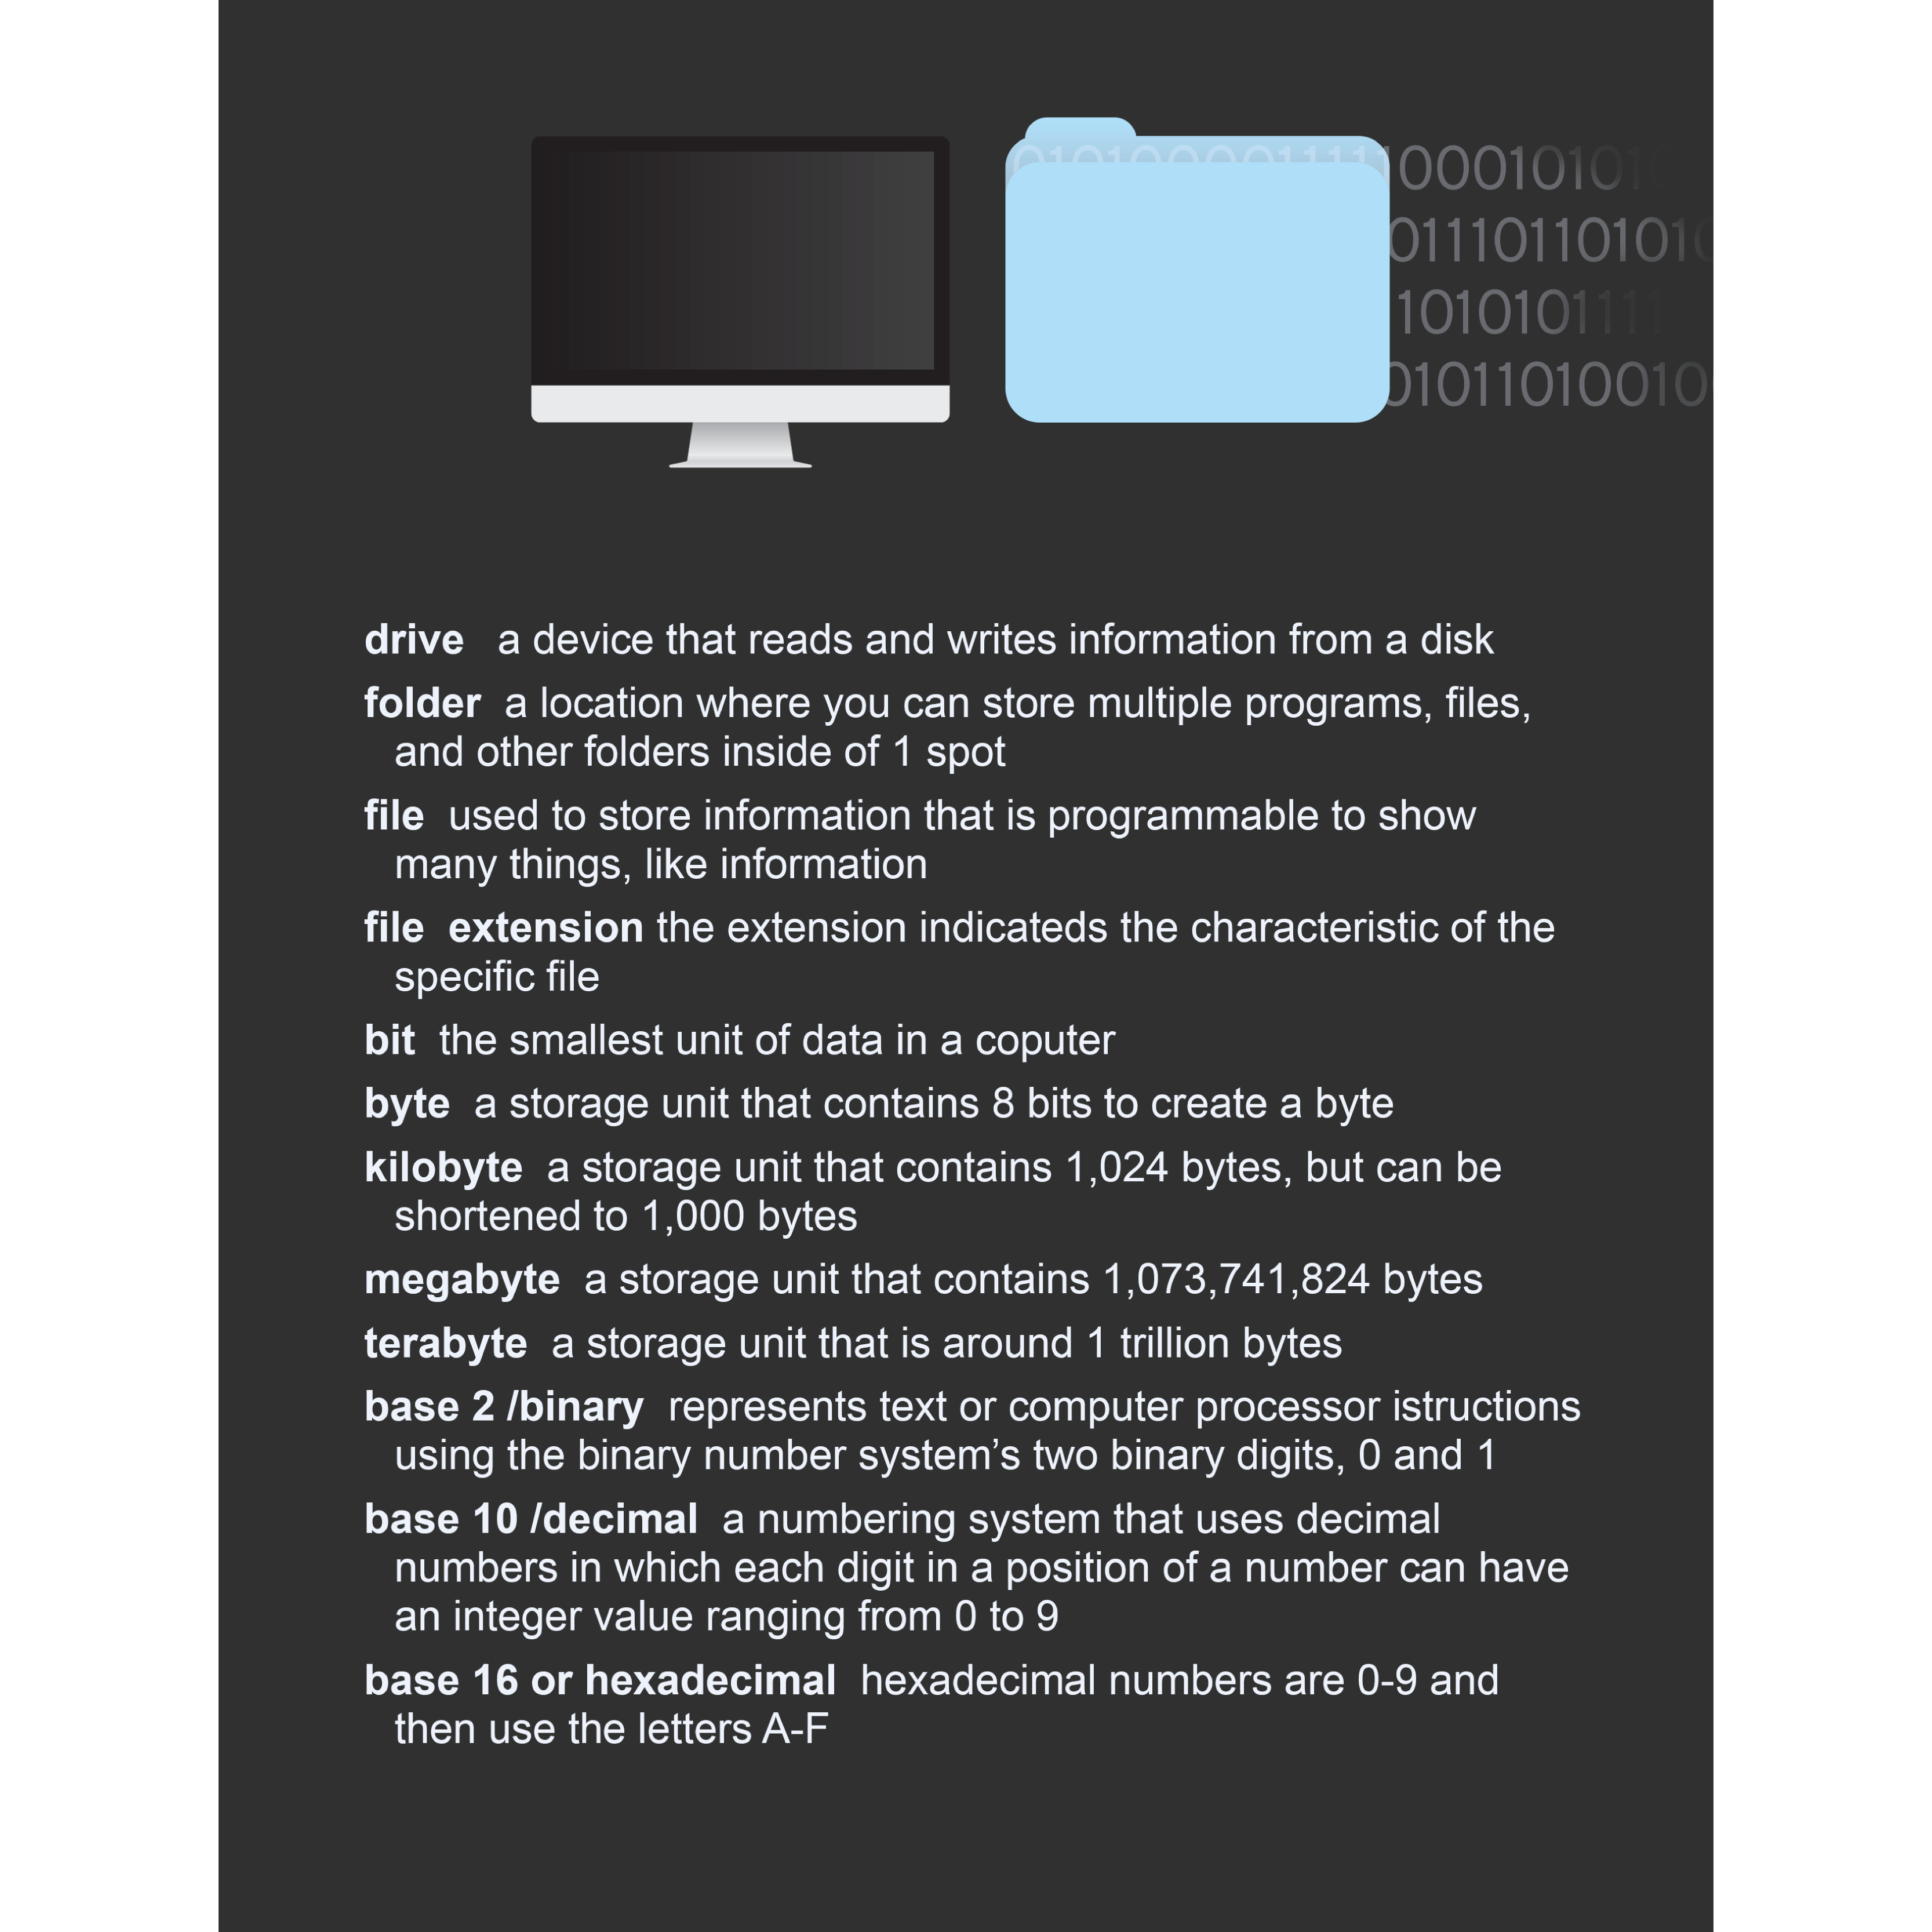 010100001111100010101
01110110101
1010101111
01011010010
drive a device that reads and writes information from a disk
folder a location where you can store multiple programs, files,
and other folders inside of 1 spot
file used to store information that is programmable to show
many things, like information
file extension the extension indicateds the characteristic of the
specific file
bit the smallest unit of data in a coputer
byte a storage unit that contains 8 bits to create a byte
kilobyte a storage unit that contains 1,024 bytes, but can be
shortened to 1,000 bytes
megabyte a storage unit that contains 1,073,741,824 bytes
terabyte a storage unit that is around 1 trillion bytes
base 2 /binary represents text or computer processor istructions
using the binary number system’s two binary digits, 0 and 1
base 10 /decimal a numbering system that uses decimal
numbers in which each digit in a position of a number can have
an integer value ranging from 0 to 9
base 16 or hexadecimal hexadecimal numbers are 0-9 and
then use the letters A-F